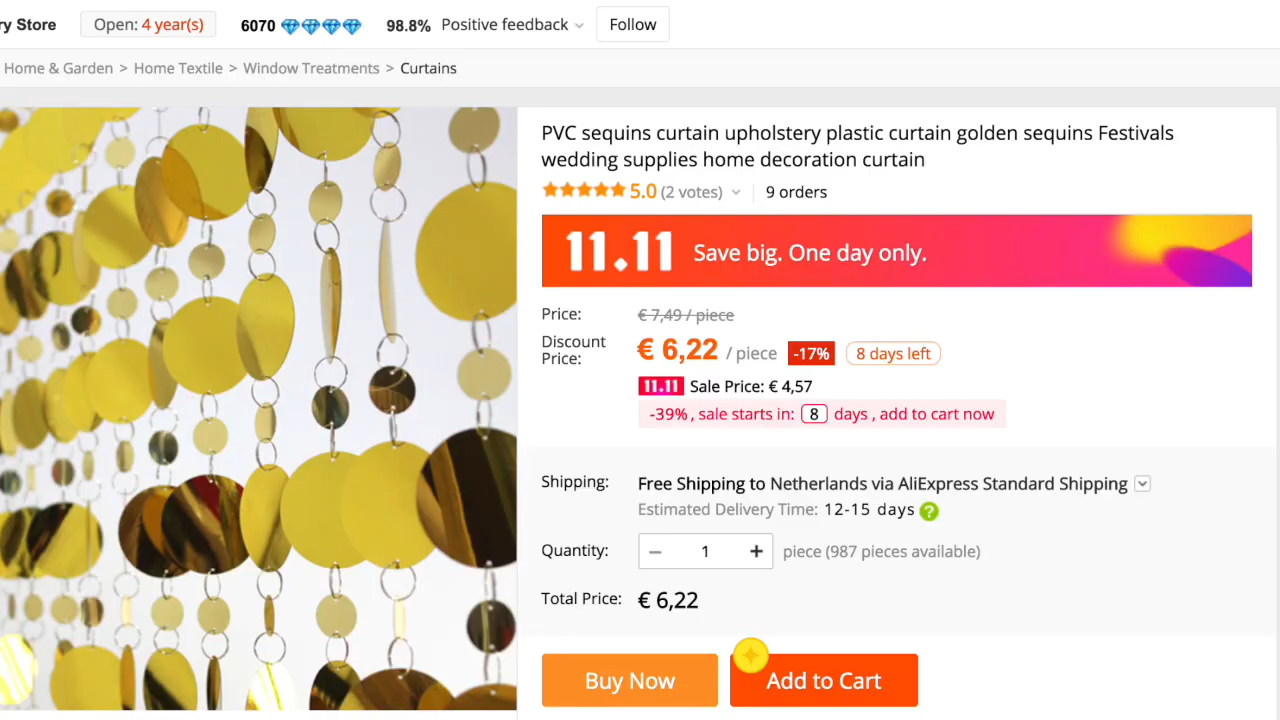 ry Store Open: 4 year(s) 6070 98.8% Positive feedback Follow
Home & Garden > Home Textile > Window Treatments > Curtains
PVC sequins curtain upholstery plastic curtain golden sequins Festivals
wedding supplies home decoration curtain
5.0 (2 votes) 9 orders
11.11 Save big. One day only.
Price: € 7,49 / piece
Discount
Price: € 6,22 / piece -17% 8 days left
11.11 Sale Price: € 4,57
-39%, sale starts in: 8 days , add to cart now
Shipping: Free Shipping to Netherlands via AliExpress Standard Shipping
Estimated Delivery Time: 12-15 days ?
Quantity: − 1 + piece (987 pieces available)
Total Price: € 6,22
Buy Now Add to Cart